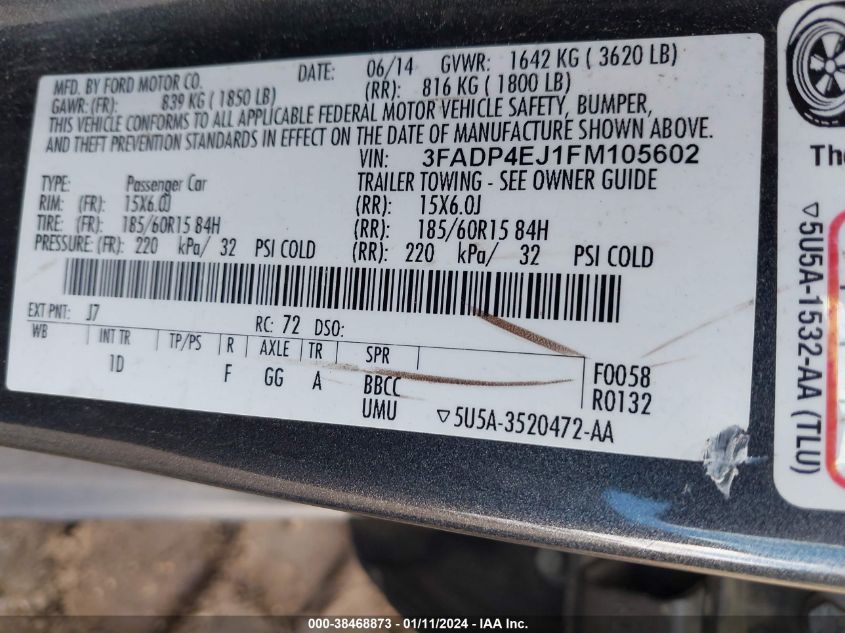 MFD. BY FORD MOTOR CO. DATE: 06/14 GVWR: 1642 KG ( 3620 LB)
GAWR: (FR): 839 KG ( 1850 LB) (RR): 816 KG ( 1800 LB)
THIS VEHICLE CONFORMS TO ALL APPLICABLE FEDERAL MOTOR VEHICLE SAFETY, BUMPER,
AND THEFT PREVENTION STANDARDS IN EFFECT ON THE DATE OF MANUFACTURE SHOWN ABOVE.
VIN: 3FADP4EJ1FM105602
TYPE: Passenger Car TRAILER TOWING - SEE OWNER GUIDE
RIM: (FR): 15X6.0J (RR): 15X6.0J
TIRE: (FR): 185/60R15 84H (RR): 185/60R15 84H
PRESSURE: (FR): 220 kPa/ 32 PSI COLD (RR): 220 kPa/ 32 PSI COLD
EXT PNT: J7 RC: 72 DSO:
WB INT TR TP/PS R AXLE TR SPR
1D F GG A BBCC F0058
UMU R0132
▽5U5A-3520472-AA
The
▽5U5A-1532-AA (TLU)
000-38468873 - 01/11/2024 - IAAI.com